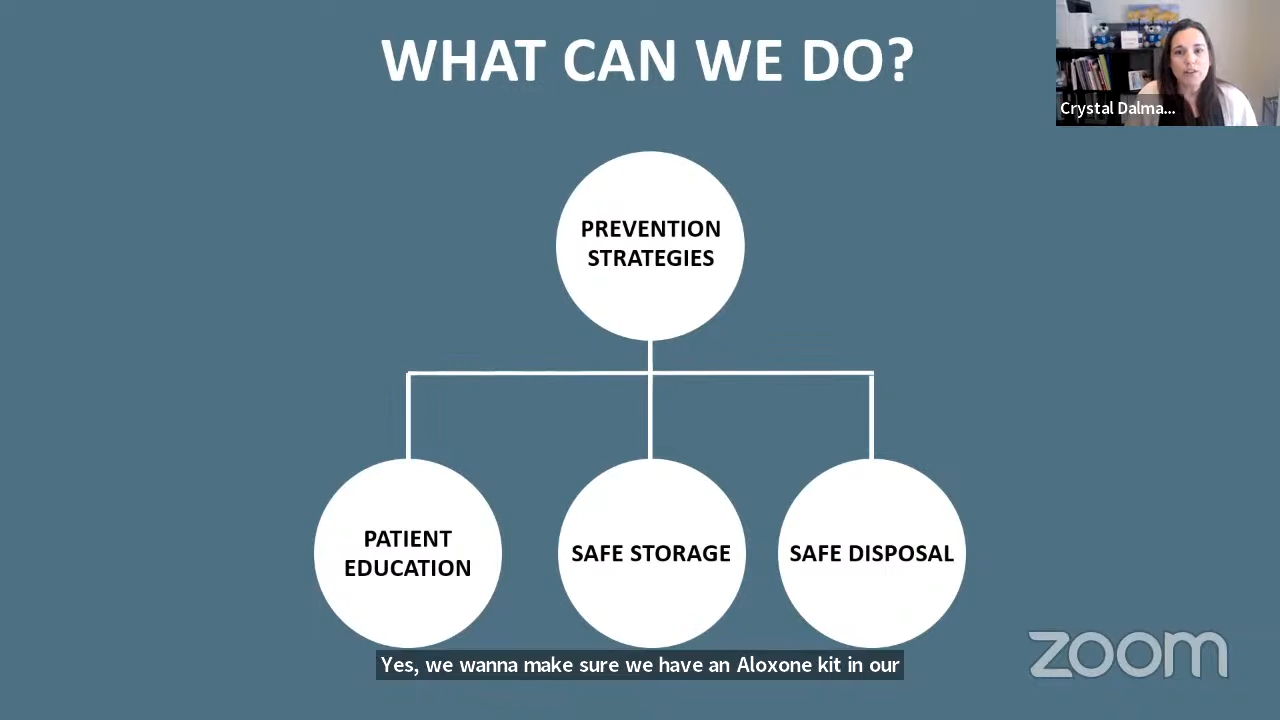 WHAT CAN WE DO?
Crystal Dalma...
PREVENTION
STRATEGIES
PATIENT
EDUCATION
SAFE STORAGE
SAFE DISPOSAL
Yes, we wanna make sure we have an Aloxone kit in our
zoom